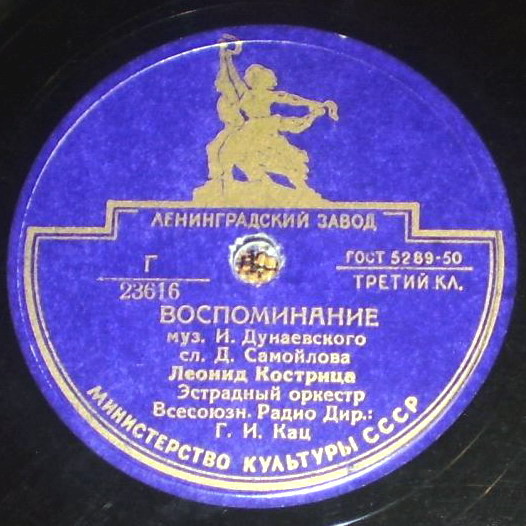 ЛЕНИНГРАДСКИЙ ЗАВОД
Г
23616
ГОСТ 5289-50
ТРЕТИЙ КЛ.
ВОСПОМИНАНИЕ
муз. И. Дунаевского
сл. Д. Самойлова
Леонид Кострица
Эстрадный оркестр
Всесоюзн. Радио Дир.:
Г. И. Кац
МИНИСТЕРСТВО КУЛЬТУРЫ СССР